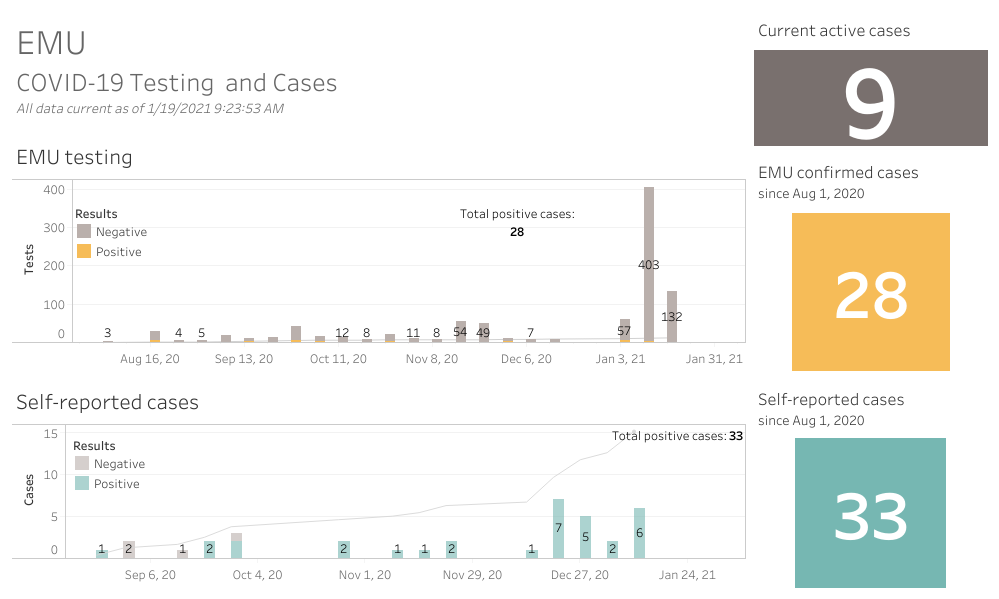 EMU
COVID-19 Testing and Cases
All data current as of 1/19/2021 9:23:53 AM
Current active cases
9
EMU testing
400
300
200
100
0
Tests
Results
Negative
Positive
Total positive cases:
28
3 4 5 12 8 11 8 54 49 7 57 403 132
Aug 16, 20 Sep 13, 20 Oct 11, 20 Nov 8, 20 Dec 6, 20 Jan 3, 21 Jan 31, 21
EMU confirmed cases
since Aug 1, 2020
28
Self-reported cases
15
10
5
0
Cases
Results
Negative
Positive
Total positive cases: 33
1 2 1 2 2 1 1 2 1 7 5 2 6
Sep 6, 20 Oct 4, 20 Nov 1, 20 Nov 29, 20 Dec 27, 20 Jan 24, 21
Self-reported cases
since Aug 1, 2020
33